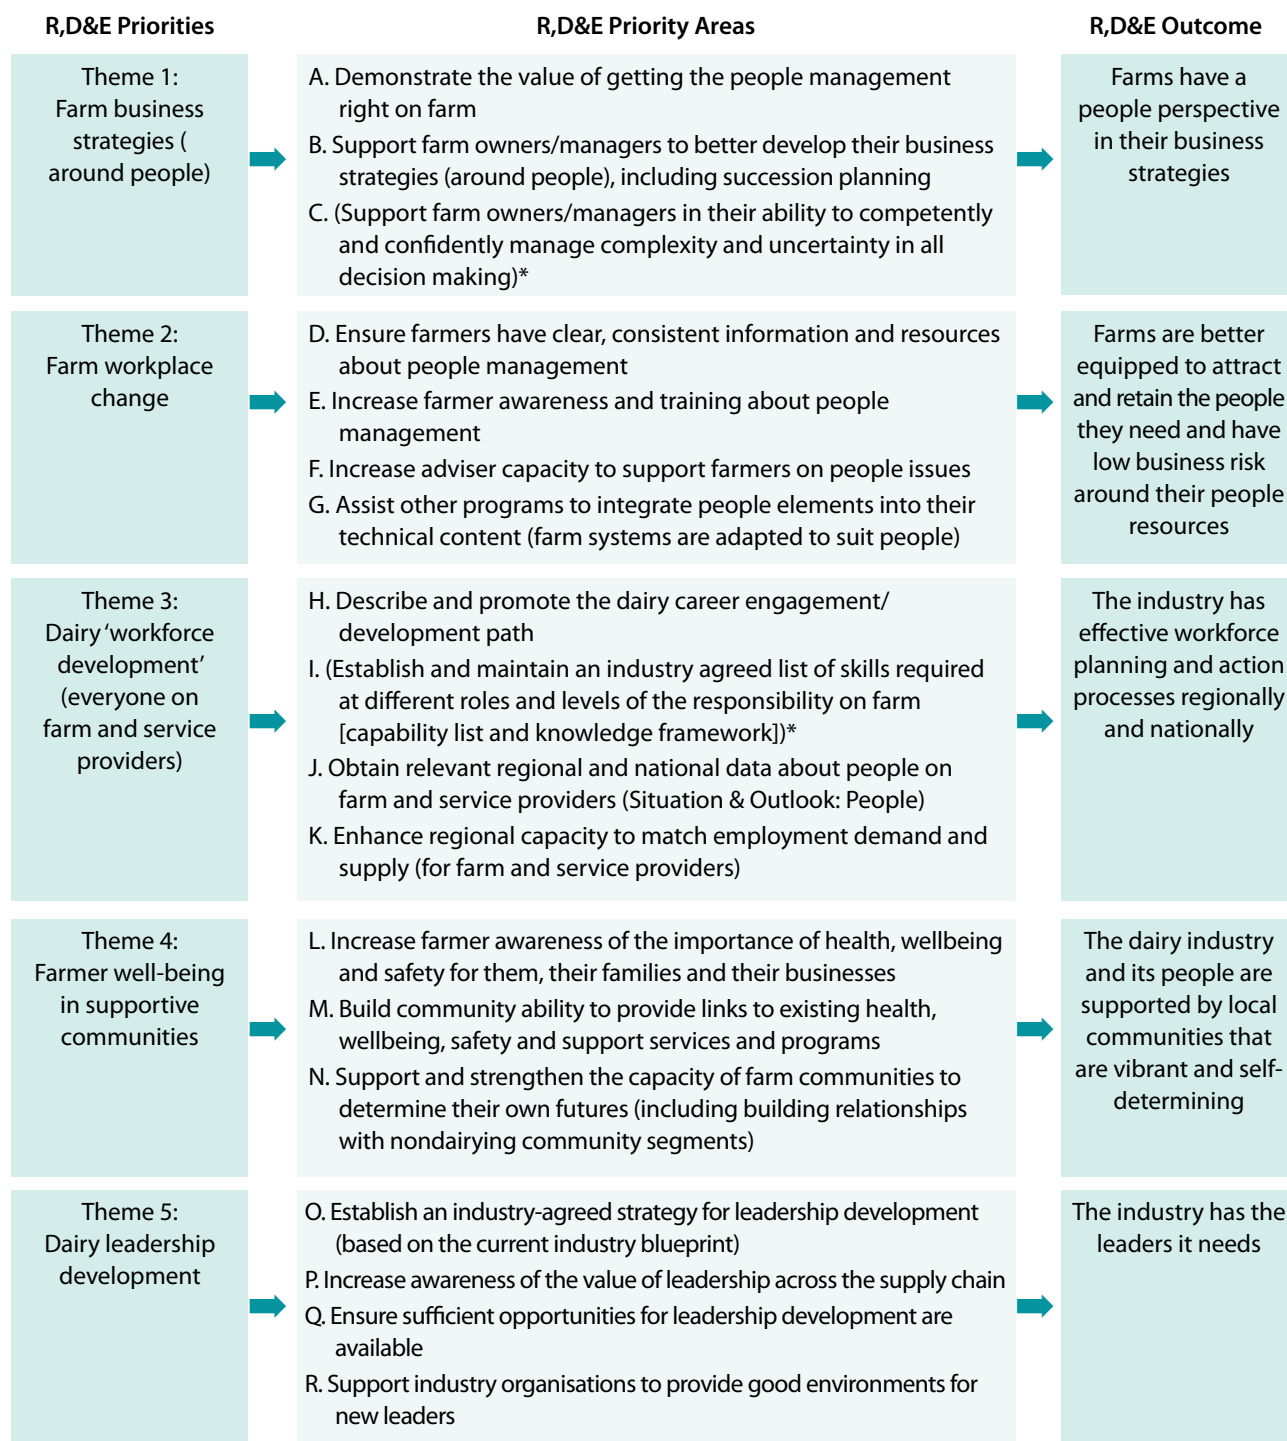 R,D&E Priorities
R,D&E Priority Areas
R,D&E Outcome
Theme 1:
Farm business
strategies (
around people)
A. Demonstrate the value of getting the people management
right on farm
B. Support farm owners/managers to better develop their business
strategies (around people), including succession planning
C. (Support farm owners/managers in their ability to competently
and confidently manage complexity and uncertainty in all
decision making)*
Farms have a
people perspective
in their business
strategies
Theme 2:
Farm workplace
change
D. Ensure farmers have clear, consistent information and resources
about people management
E. Increase farmer awareness and training about people
management
F. Increase adviser capacity to support farmers on people issues
G. Assist other programs to integrate people elements into their
technical content (farm systems are adapted to suit people)
Farms are better
equipped to attract
and retain the people
they need and have
low business risk
around their people
resources
Theme 3:
Dairy 'workforce
development'
(everyone on
farm and service
providers)
H. Describe and promote the dairy career engagement/
development path
I. (Establish and maintain an industry agreed list of skills required
at different roles and levels of the responsibility on farm
[capability list and knowledge framework])*
J. Obtain relevant regional and national data about people on
farm and service providers (Situation & Outlook: People)
K. Enhance regional capacity to match employment demand and
supply (for farm and service providers)
The industry has
effective workforce
planning and action
processes regionally
and nationally
Theme 4:
Farmer well-being
in supportive
communities
L. Increase farmer awareness of the importance of health, wellbeing
and safety for them, their families and their businesses
M. Build community ability to provide links to existing health,
wellbeing, safety and support services and programs
N. Support and strengthen the capacity of farm communities to
determine their own futures (including building relationships
with nondairying community segments)
The dairy industry
and its people are
supported by local
communities that
are vibrant and self-
determining
Theme 5:
Dairy leadership
development
O. Establish an industry-agreed strategy for leadership development
(based on the current industry blueprint)
P. Increase awareness of the value of leadership across the supply chain
Q. Ensure sufficient opportunities for leadership development are
available
R. Support industry organisations to provide good environments for
new leaders
The industry has the
leaders it needs